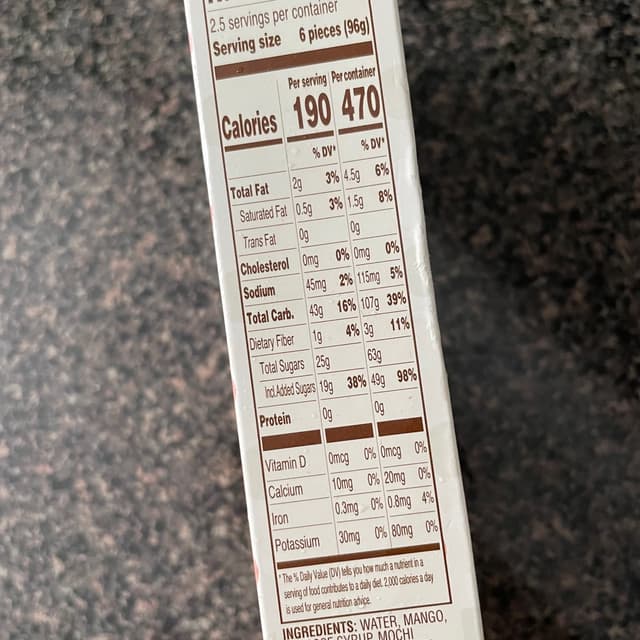 2.5 servings per container
Serving size 6 pieces (96g)
Per serving Per container
Calories 190 470
% DV* % DV*
Total Fat 2g 3% 4.5g 6%
Saturated Fat 0.5g 3% 1.5g 8%
Trans Fat 0g 0g
Cholesterol 0mg 0% 0mg 0%
Sodium 45mg 2% 115mg 5%
Total Carb. 43g 16% 107g 39%
Dietary Fiber 1g 4% 3g 11%
Total Sugars 25g 63g
Incl. Added Sugars 19g 38% 49g 98%
Protein 0g 0g
Vitamin D 0mcg 0% 0mcg 0%
Calcium 10mg 0% 20mg 0%
Iron 0.3mg 0% 0.8mg 4%
Potassium 30mg 0% 80mg 0%
* The % Daily Value (DV) tells you how much a nutrient in a
serving of food contributes to a daily diet. 2,000 calories a day
is used for general nutrition advice.
INGREDIENTS: WATER, MANGO,
SYRUP, MOCHI